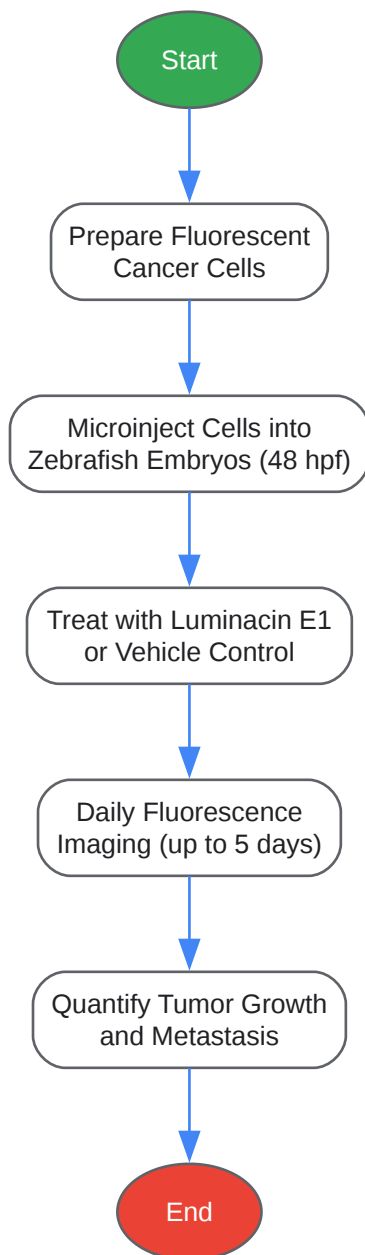 Start
Prepare Fluorescent
Cancer Cells
Microinject Cells into
Zebrafish Embryos (48 hpf)
Treat with Luminacin E1
or Vehicle Control
Daily Fluorescence
Imaging (up to 5 days)
Quantify Tumor Growth
and Metastasis
End